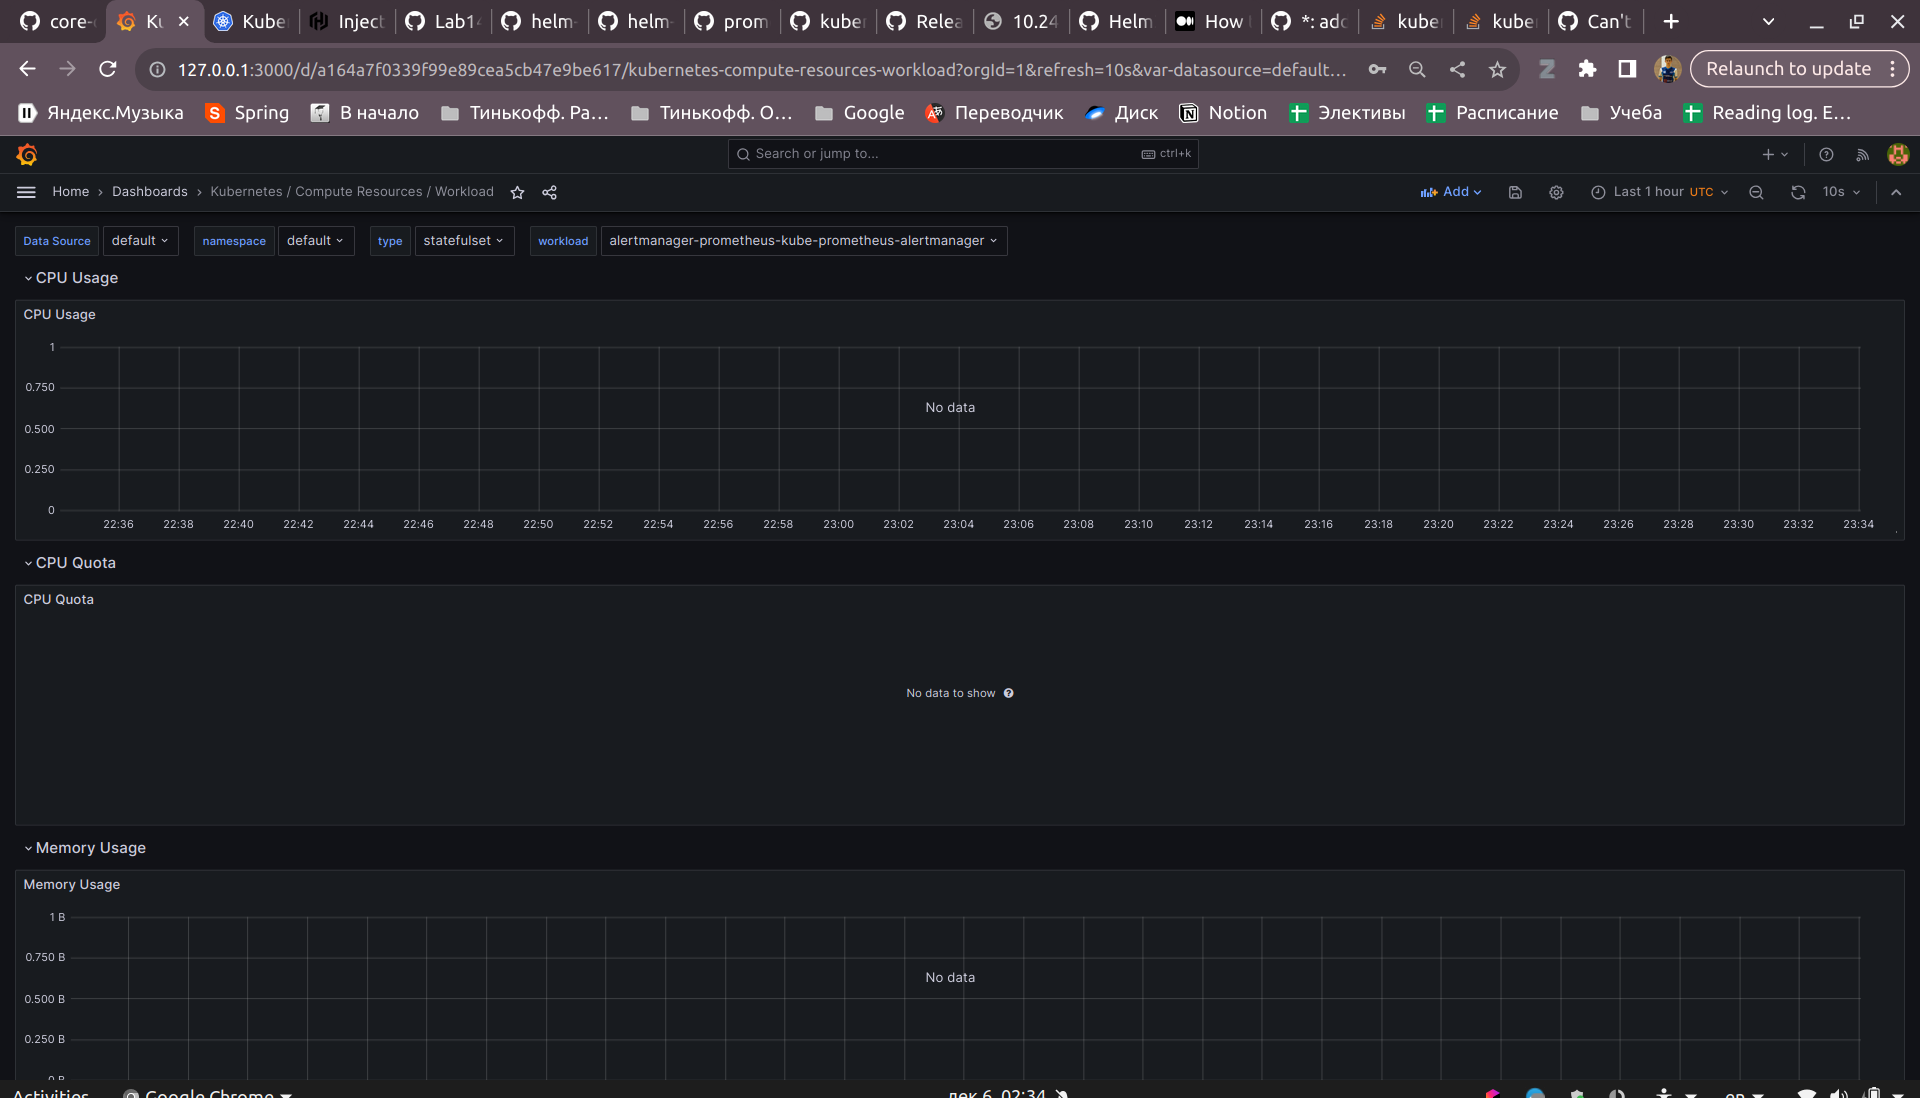 core-
Ku
Kuber
Inject
Lab14
helm-
helm-
prom
kuber
Relea
10.24
Helm
How
*: add
kuber
kuber
Can't
127.0.0.1:3000/d/a164a7f0339f99e89cea5cb47e9be617/kubernetes-compute-resources-workload?orgId=1&refresh=10s&var-datasource=default...
Relaunch to update
Яндекс.Музыка
Spring
В начало
Тинькофф. Ра...
Тинькофф. О...
Google
Переводчик
Диск
Notion
Элективы
Расписание
Учеба
Reading log. E...
Search or jump to...
ctrl+k
Home › Dashboards › Kubernetes / Compute Resources / Workload
Add
Last 1 hour UTC
10s
Data Source default
namespace default
type statefulset
workload alertmanager-prometheus-kube-prometheus-alertmanager
CPU Usage
CPU Usage
1
0.750
0.500
0.250
0
No data
22:36 22:38 22:40 22:42 22:44 22:46 22:48 22:50 22:52 22:54 22:56 22:58 23:00 23:02 23:04 23:06 23:08 23:10 23:12 23:14 23:16 23:18 23:20 23:22 23:24 23:26 23:28 23:30 23:32 23:34
CPU Quota
CPU Quota
No data to show
Memory Usage
Memory Usage
1 B
0.750 B
0.500 B
0.250 B
0 B
No data
Activities
Google Chrome
дек 6 02:34